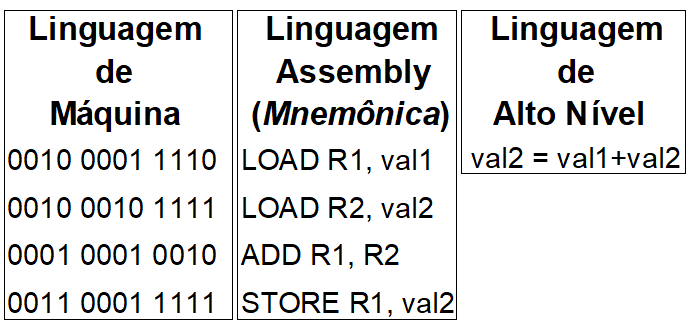 Linguagem
de
Máquina
0010 0001 1110
0010 0010 1111
0001 0001 0010
0011 0001 1111
Linguagem
Assembly
(Mnemônica)
LOAD R1, val1
LOAD R2, val2
ADD R1, R2
STORE R1, val2
Linguagem
de
Alto Nível
val2 = val1+val2